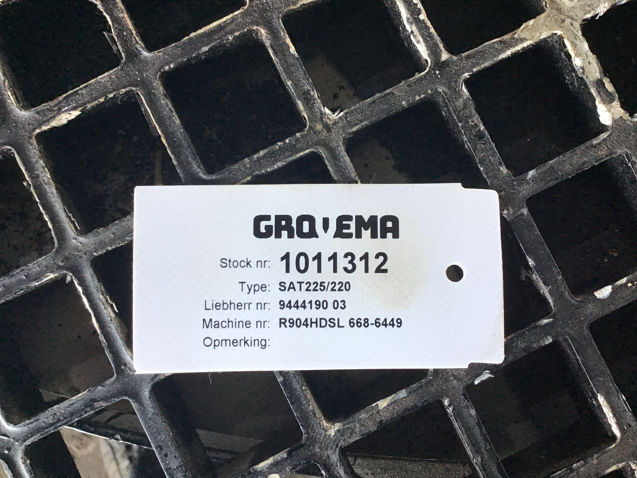 GROVEMA
Stock nr: 1011312
Type: SAT225/220
Liebherr nr: 9444190 03
Machine nr: R904HDSL 668-6449
Opmerking: